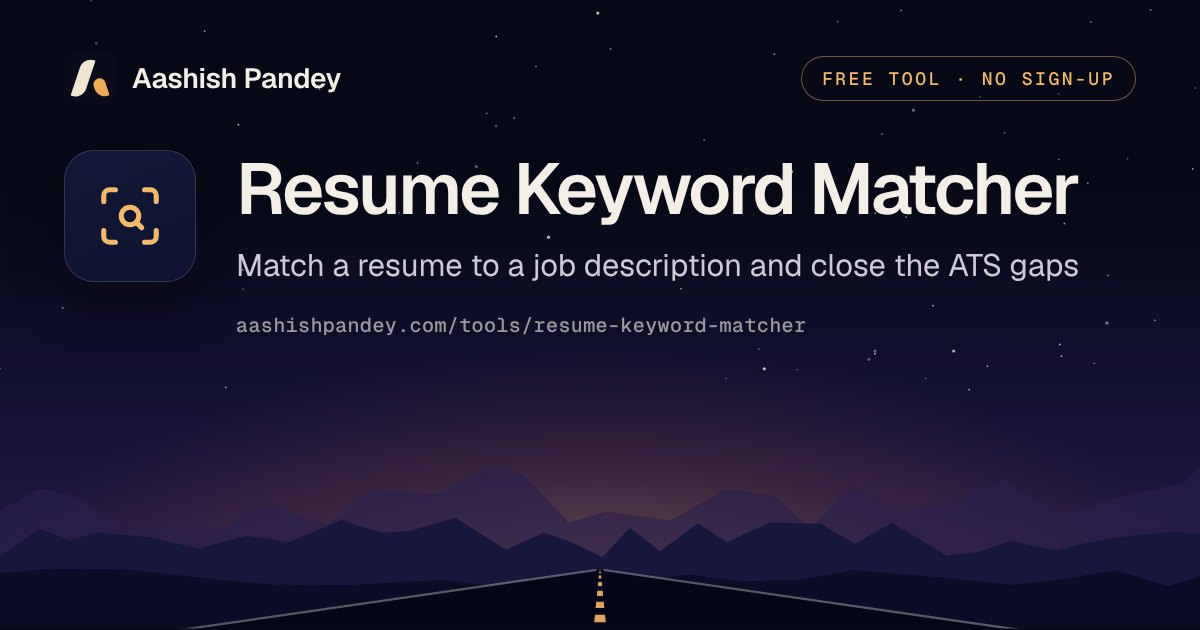 Aashish Pandey
FREE TOOL · NO SIGN-UP
Resume Keyword Matcher
Match a resume to a job description and close the ATS gaps
aashishpandey.com/tools/resume-keyword-matcher